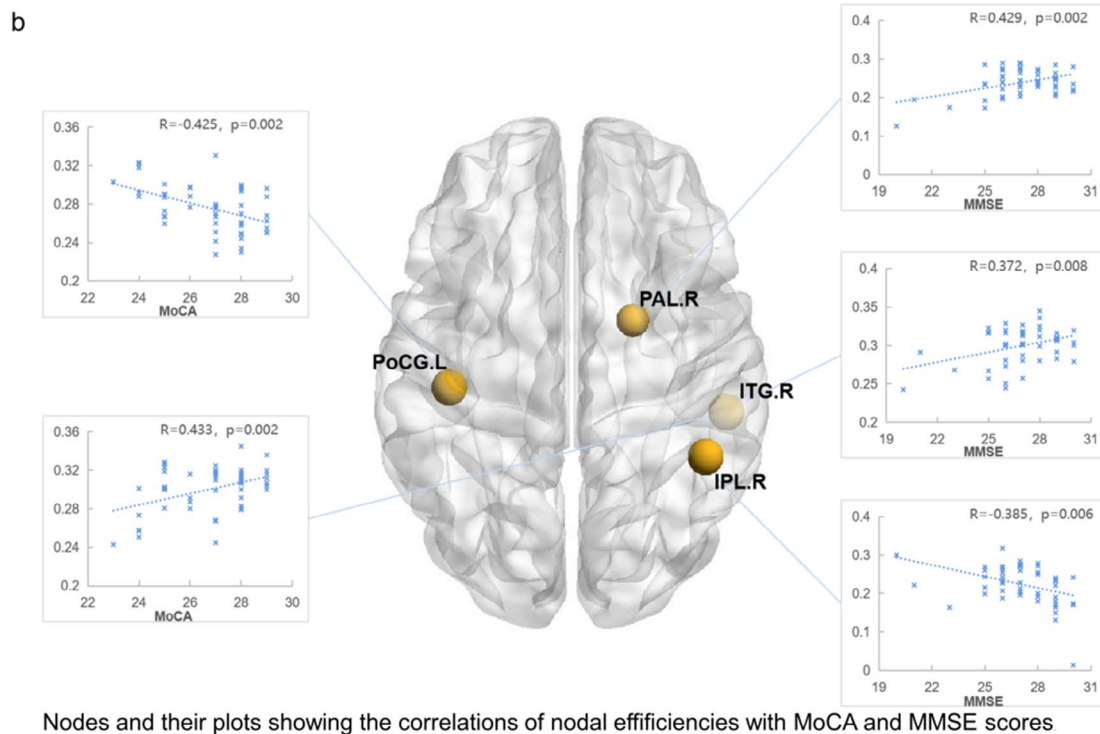 b
R=0.429, p=0.002
0.4
0.3
0.2
0.1
0
19 22 25 28 31
MMSE
R=-0.425, p=0.002
0.36
0.32
0.28
0.24
0.2
22 24 26 28 30
MoCA
R=0.372, p=0.008
0.4
0.35
0.3
0.25
0.2
19 22 25 28 31
MMSE
PAL.R
PoCG.L
ITG.R
IPL.R
R=0.433, p=0.002
0.36
0.32
0.28
0.24
0.2
22 24 26 28 30
MoCA
R=-0.385, p=0.006
0.4
0.3
0.2
0.1
0
19 22 25 28 31
MMSE
Nodes and their plots showing the correlations of nodal effificiencies with MoCA and MMSE scores